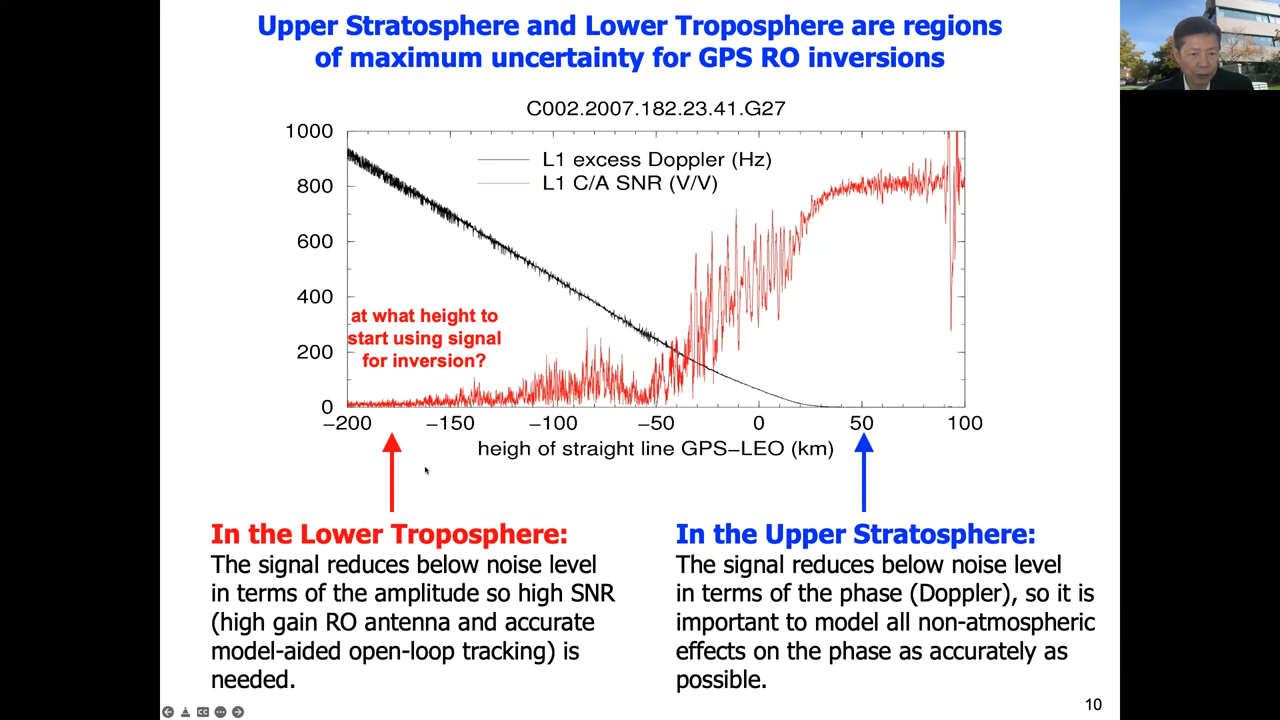 Upper Stratosphere and Lower Troposphere are regions
of maximum uncertainty for GPS RO inversions
C002.2007.182.23.41.G27
1000
800
600
400
200
0
L1 excess Doppler (Hz)
L1 C/A SNR (V/V)
at what height to
start using signal
for inversion?
−200 −150 −100 −50 0 50 100
heigh of straight line GPS−LEO (km)
In the Lower Troposphere:
The signal reduces below noise level
in terms of the amplitude so high SNR
(high gain RO antenna and accurate
model-aided open-loop tracking) is
needed.
In the Upper Stratosphere:
The signal reduces below noise level
in terms of the phase (Doppler), so it is
important to model all non-atmospheric
effects on the phase as accurately as
possible.
10
CC